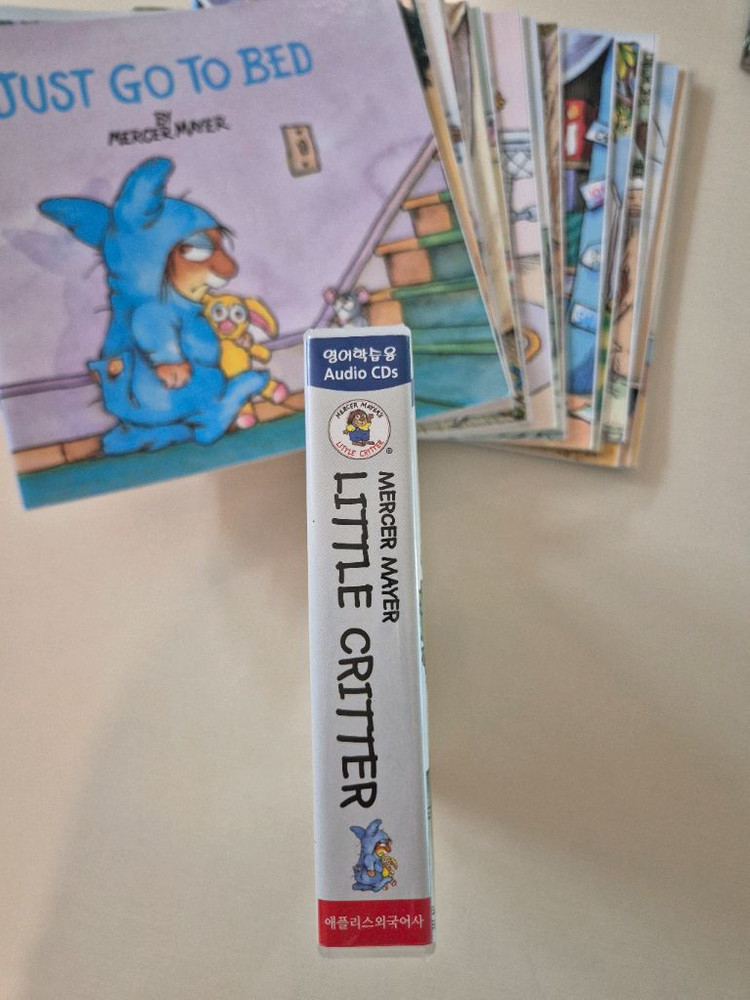 JUST GO TO BED
BY
MERCER MAYER
영어학습용
Audio CDs
MERCER MAYER'S
LITTLE CRITTER
®
MERCER MAYER
LITTLE CRITTER
애플리스외국어사